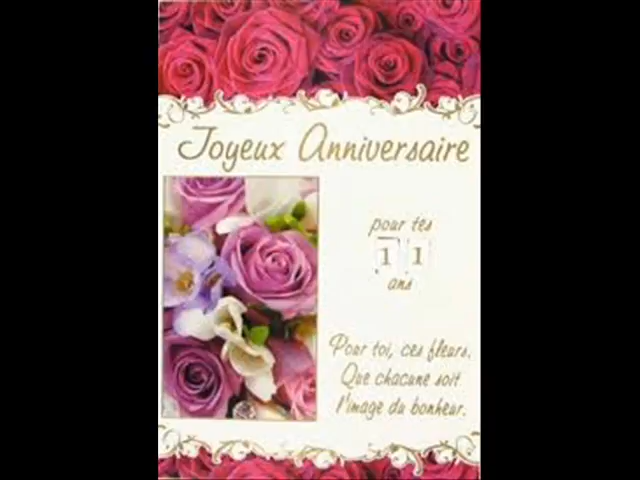 Joyeux Anniversaire
pour tes
11
ans
Pour toi, ces fleurs.
Que chacune soit
l'image du bonheur.